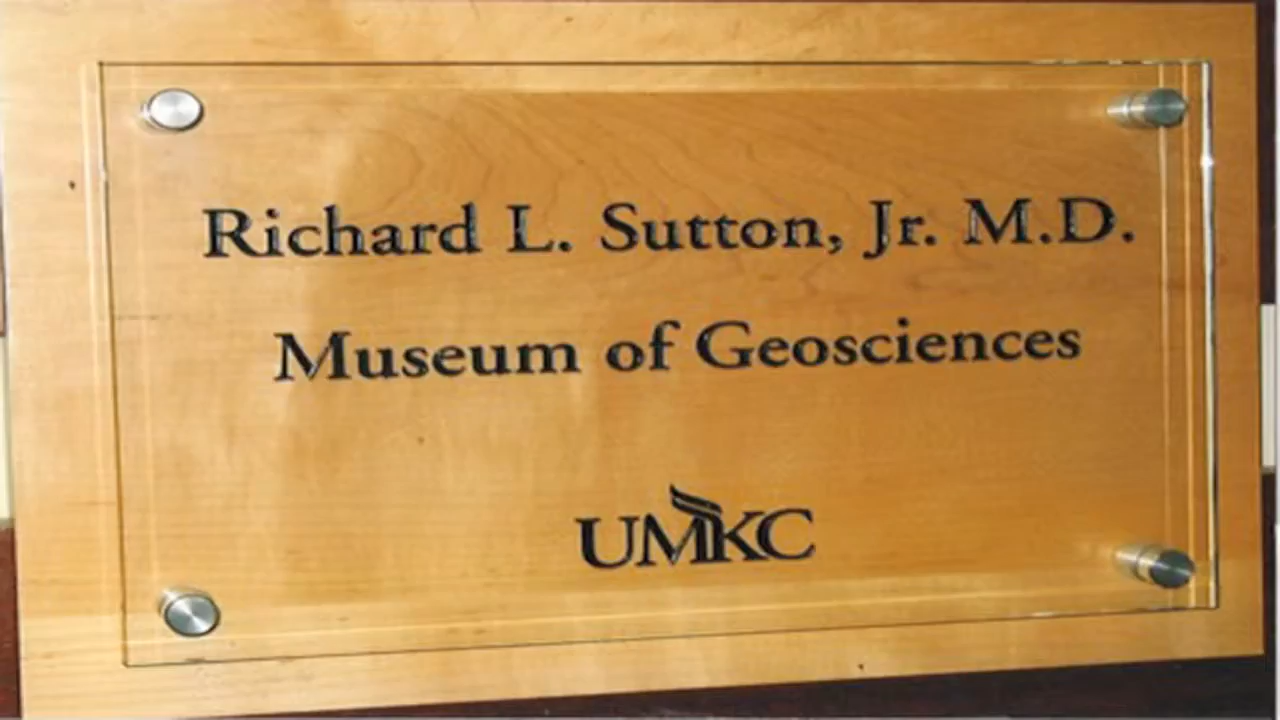 Richard L. Sutton, Jr. M.D.
Museum of Geosciences
UMKC